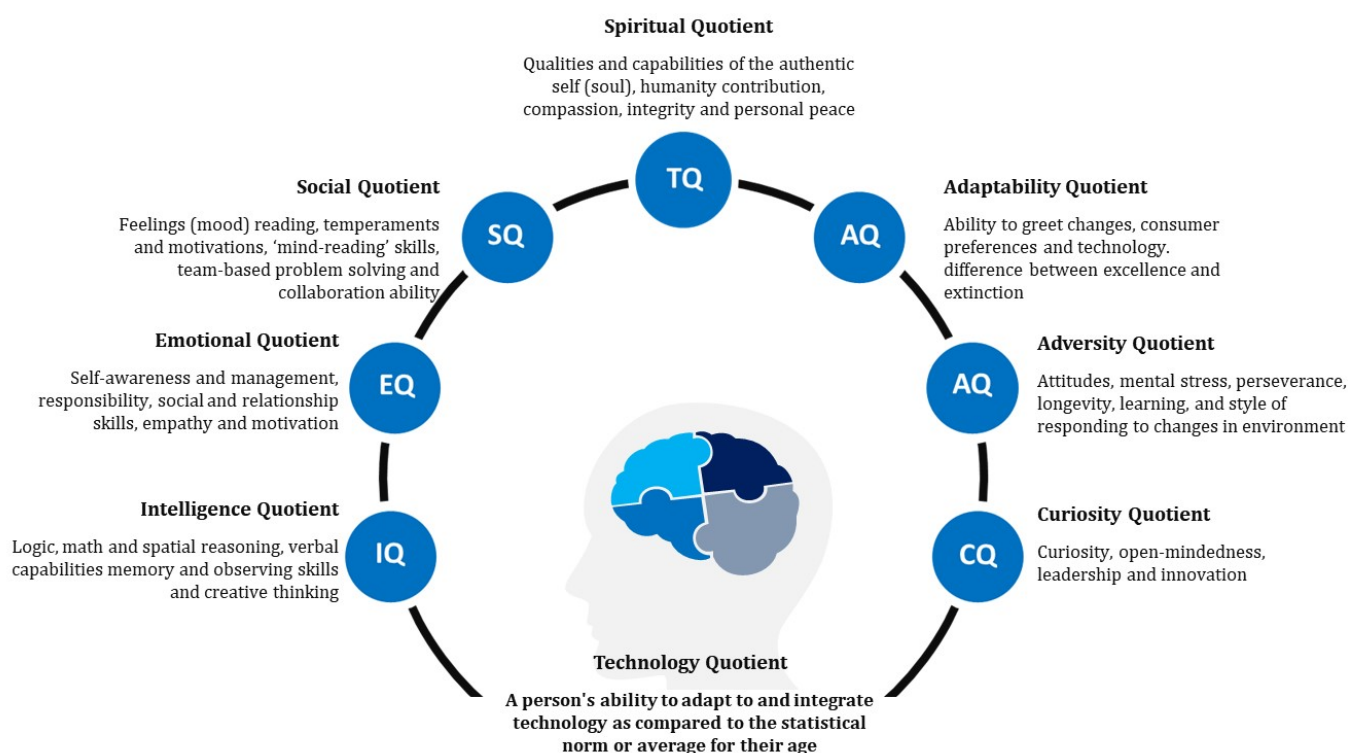 Spiritual Quotient
Qualities and capabilities of the authentic
self (soul), humanity contribution,
compassion, integrity and personal peace
TQ
Social Quotient
Feelings (mood) reading, temperaments
and motivations, ‘mind-reading’ skills,
team-based problem solving and
collaboration ability
SQ
AQ
Adaptability Quotient
Ability to greet changes, consumer
preferences and technology.
difference between excellence and
extinction
Emotional Quotient
Self-awareness and management,
responsibility, social and relationship
skills, empathy and motivation
EQ
AQ
Adversity Quotient
Attitudes, mental stress, perseverance,
longevity, learning, and style of
responding to changes in environment
Intelligence Quotient
Logic, math and spatial reasoning, verbal
capabilities memory and observing skills
and creative thinking
IQ
CQ
Curiosity Quotient
Curiosity, open-mindedness,
leadership and innovation
Technology Quotient
A person's ability to adapt to and integrate
technology as compared to the statistical
norm or average for their age